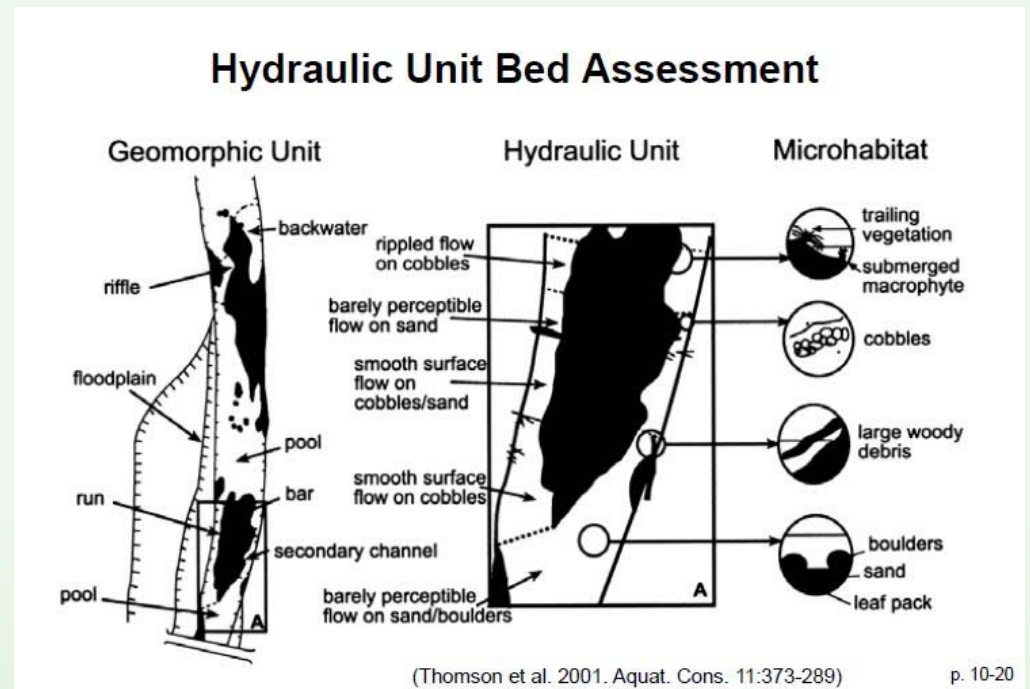 Hydraulic Unit Bed Assessment
Geomorphic Unit
backwater
riffle
floodplain
pool
run
bar
secondary channel
pool
A
Hydraulic Unit
rippled flow
on cobbles
barely perceptible
flow on sand
smooth surface
flow on
cobbles/sand
smooth surface
flow on cobbles
barely perceptible
flow on sand/boulders
A
Microhabitat
trailing
vegetation
submerged
macrophyte
cobbles
large woody
debris
boulders
sand
leaf pack
(Thomson et al. 2001. Aquat. Cons. 11:373-289)
p. 10-20